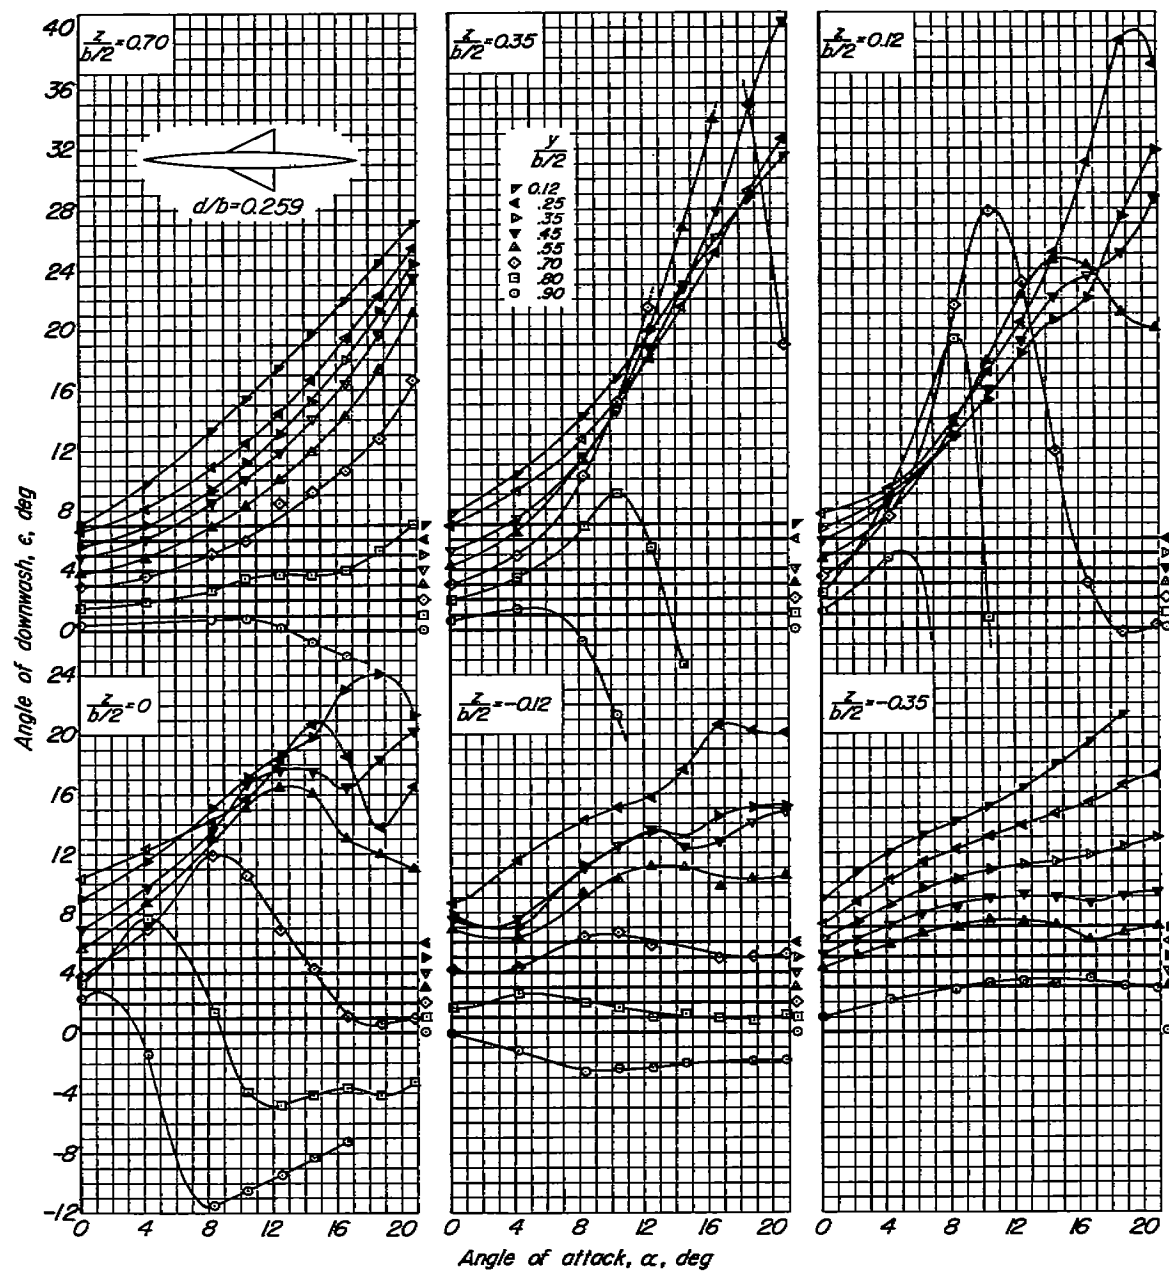 z/b/2=0.70
z/b/2=0.35
z/b/2=0.12
40
36
32
28
24
20
16
12
8
4
0
d/b=0.259
y/b/2
0.12
.25
.35
.45
.55
.70
.80
.90
Angle of downwash, ε, deg
z/b/2=0
z/b/2=-0.12
z/b/2=-0.35
24
20
16
12
8
4
0
-4
-8
-12
0 4 8 12 16 20
0 4 8 12 16 20
0 4 8 12 16 20
Angle of attack, α, deg